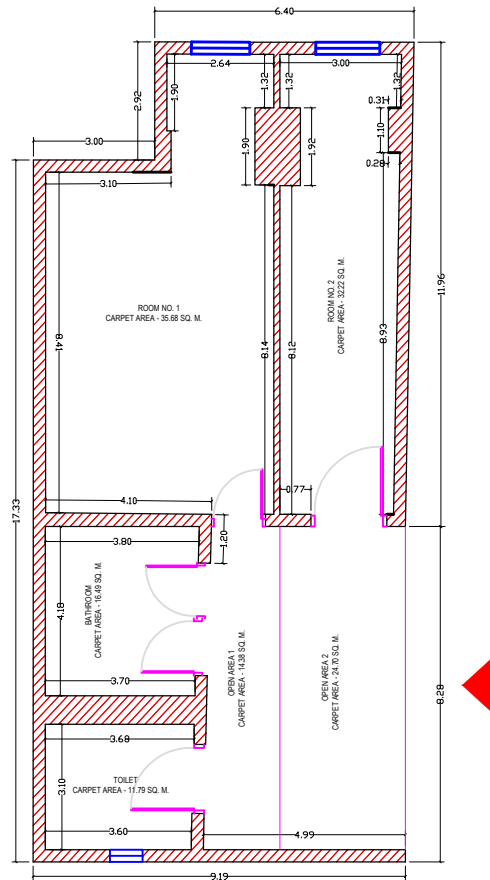 6.40
2.64
3.00
1.32
1.32
1.32
1.90
2.92
0.31
1.10
0.28
3.00
3.10
1.90
1.92
11.96
ROOM NO. 1
CARPET AREA - 35.68 SQ. M.
ROOM NO. 2
CARPET AREA - 32.22 SQ. M.
8.41
8.14
8.12
8.93
17.33
4.10
0.77
1.20
3.80
BATHROOM
CARPET AREA - 16.49 SQ. M.
4.18
3.70
OPEN AREA 1
CARPET AREA - 14.38 SQ. M.
OPEN AREA 2
CARPET AREA - 24.70 SQ. M.
8.28
3.68
3.10
TOILET
CARPET AREA - 11.79 SQ. M.
3.60
4.99
9.19